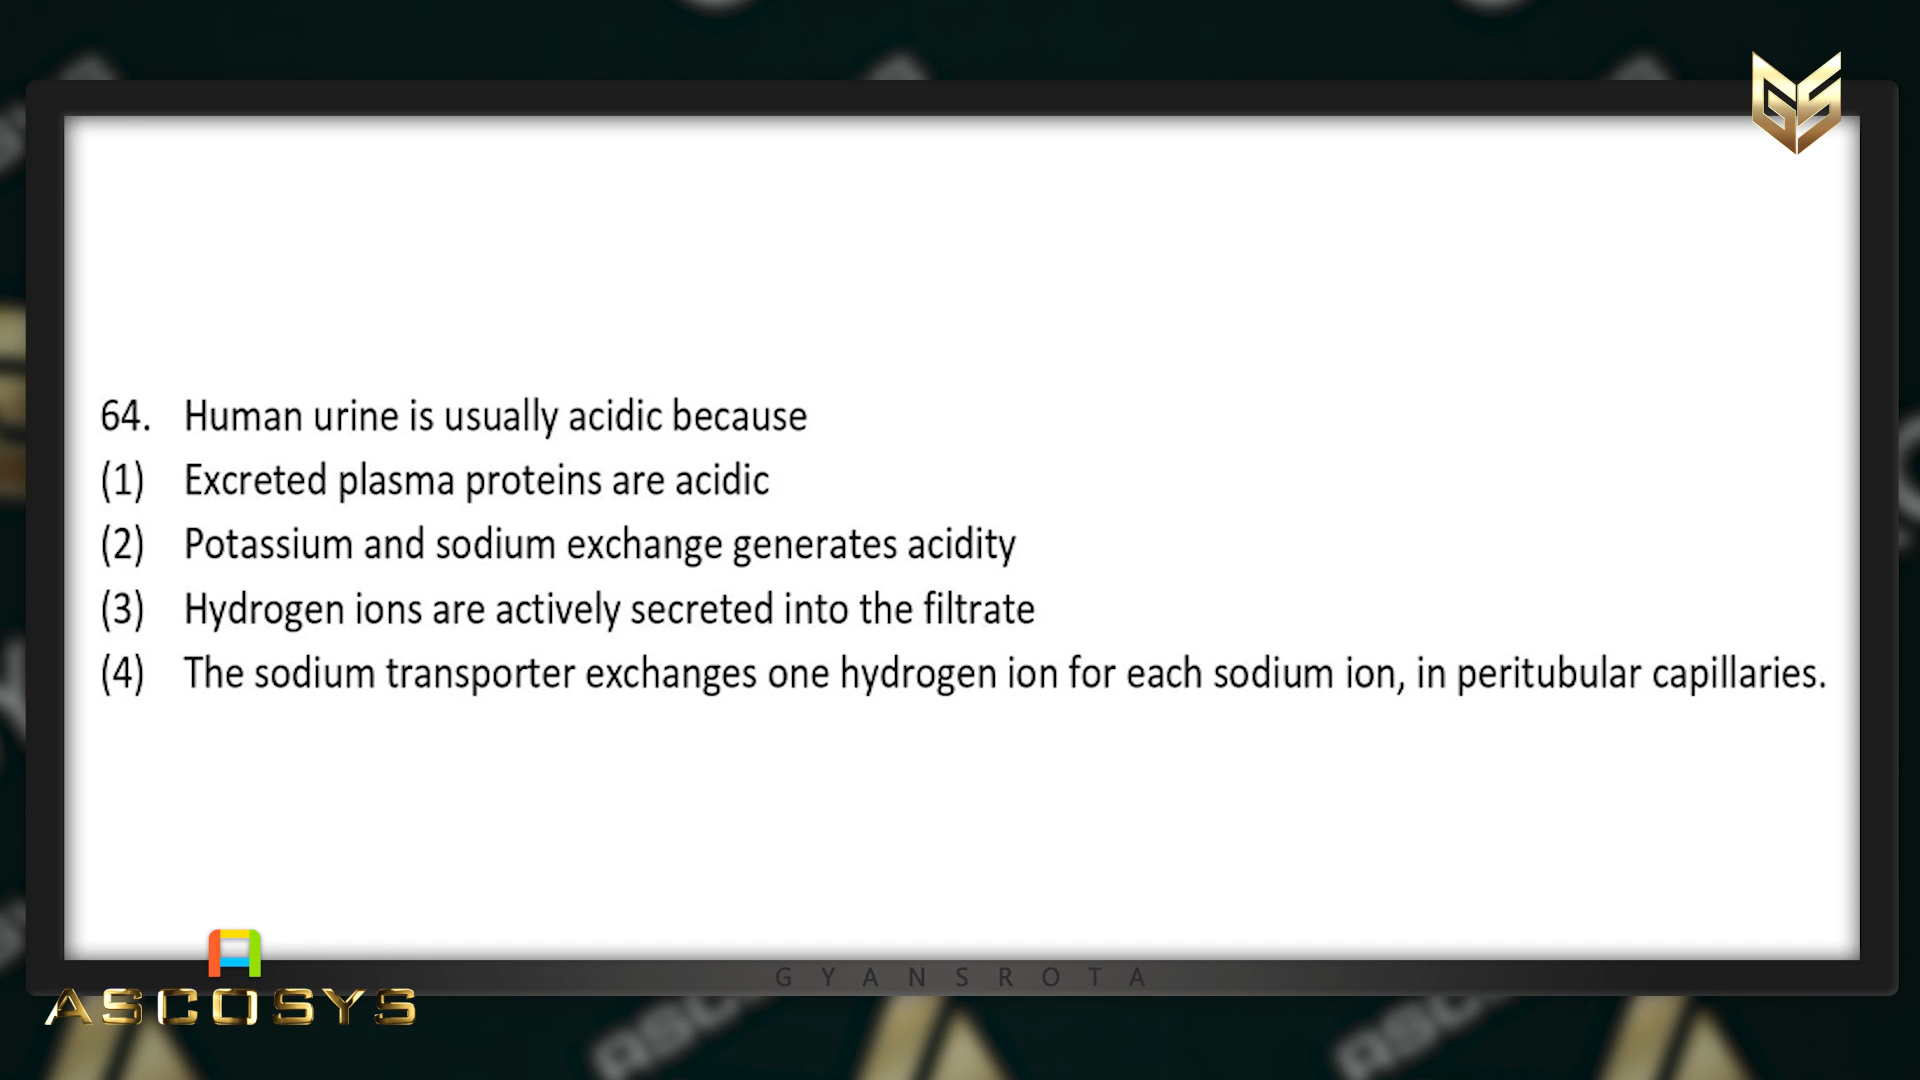 GS
64. Human urine is usually acidic because
(1) Excreted plasma proteins are acidic
(2) Potassium and sodium exchange generates acidity
(3) Hydrogen ions are actively secreted into the filtrate
(4) The sodium transporter exchanges one hydrogen ion for each sodium ion, in peritubular capillaries.
GYANSROTA
ASCOSYS